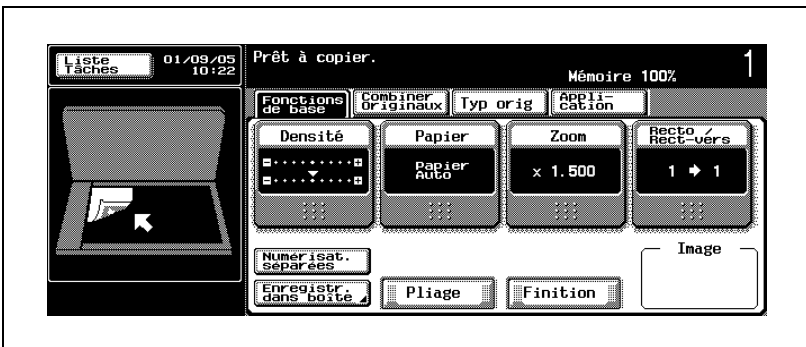 Liste
Tâches
01/09/05
10:22
Prêt à copier.
Mémoire 100%
1
Fonctions
de base
Combiner
Originaux
Typ orig
Appli-
cation
Densité
Papier
Zoom
Recto /
Rect-vers
Papier
Auto
× 1.500
1 → 1
Numérisat.
séparées
Enregistr.
dans boîte
Pliage
Finition
Image